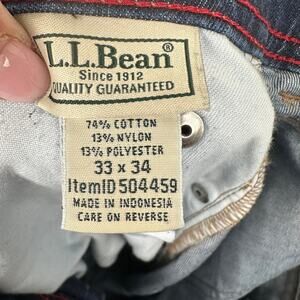 L.L.Bean®
Since 1912
QUALITY GUARANTEED
74% COTTON
13% NYLON
13% POLYESTER
33 x 34
ItemID 504459
MADE IN INDONESIA
CARE ON REVERSE